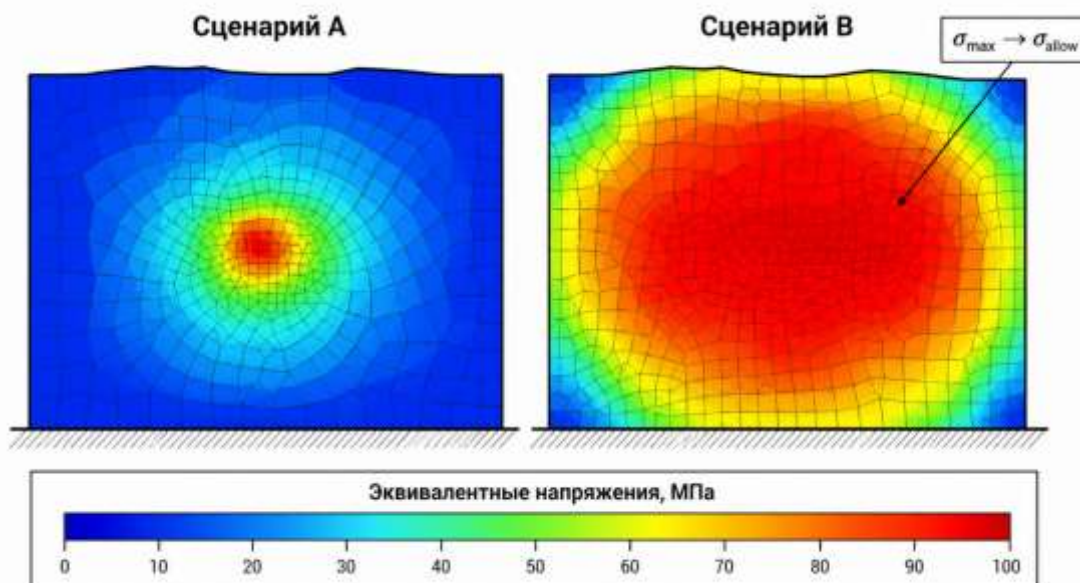 Сценарий А
Сценарий В
σmax → σallow
Эквивалентные напряжения, МПа
0 10 20 30 40 50 60 70 80 90 100